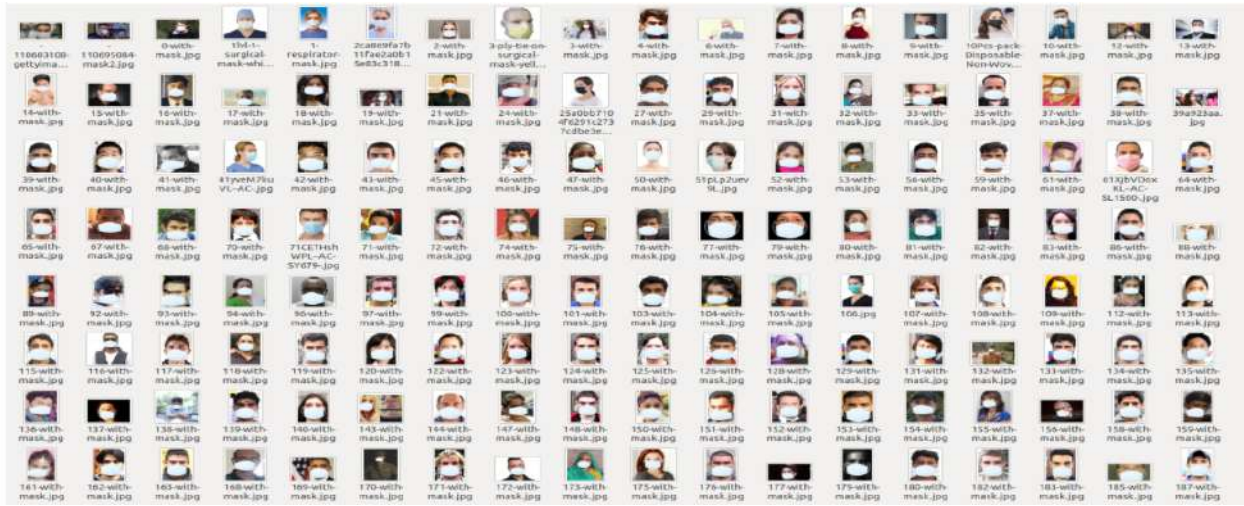 - - 0-with- 1- 2-with- 3-ply-tie-on- 3-with- 4-with- 6-with- 7-with- 8-with- 9-with- 10Pcs-pack- 10-with- 12-with- 13-with-
110695084- mask.jpg surgical- respirator- mask.jpg surgical- mask.jpg mask.jpg mask.jpg mask.jpg mask.jpg mask.jpg Disposable- mask.jpg mask.jpg mask.jpg
gettyima... mask2.jpg mask-whi... mask.jpg mask-yell... Non-Wov...
14-with- 15-with- 16-with- 17-with- 18-with- 19-with- 21-with- 24-with- 25a0bb710 27-with- 29-with- 31-with- 32-with- 33-with- 35-with- 37-with- 38-with- 39a923aa.
mask.jpg mask.jpg mask.jpg mask.jpg mask.jpg mask.jpg mask.jpg mask.jpg 4f6291c273 mask.jpg mask.jpg mask.jpg mask.jpg mask.jpg mask.jpg mask.jpg mask.jpg jpg
7cdbe3e...
39-with- 40-with- 41-with- 42-with- 43-with- 45-with- 46-with- 47-with- 50-with- 51pLp2uev 52-with- 53-with- 56-with- 59-with- 61-with- 61XjbVDox 64-with-
mask.jpg mask.jpg mask.jpg VL-AC-.jpg mask.jpg mask.jpg mask.jpg mask.jpg mask.jpg mask.jpg 9L.jpg mask.jpg mask.jpg mask.jpg mask.jpg mask.jpg KL-AC- mask.jpg
SL1500-.jpg
65-with- 67-with- 68-with- 70-with- 71CETHsh 71-with- 72-with- 74-with- 75-with- 76-with- 77-with- 79-with- 80-with- 81-with- 82-with- 83-with- 86-with- 88-with-
mask.jpg mask.jpg mask.jpg mask.jpg WPL-AC- mask.jpg mask.jpg mask.jpg mask.jpg mask.jpg mask.jpg mask.jpg mask.jpg mask.jpg mask.jpg mask.jpg mask.jpg mask.jpg
SY679-.jpg
89-with- 92-with- 93-with- 94-with- 96-with- 97-with- 99-with- 100-with- 101-with- 103-with- 104-with- 105-with- 106.jpg 107-with- 108-with- 109-with- 112-with- 113-with-
mask.jpg mask.jpg mask.jpg mask.jpg mask.jpg mask.jpg mask.jpg mask.jpg mask.jpg mask.jpg mask.jpg mask.jpg mask.jpg mask.jpg mask.jpg mask.jpg mask.jpg
115-with- 116-with- 117-with- 118-with- 119-with- 120-with- 122-with- 123-with- 124-with- 125-with- 126-with- 128-with- 129-with- 131-with- 132-with- 133-with- 134-with- 135-with-
mask.jpg mask.jpg mask.jpg mask.jpg mask.jpg mask.jpg mask.jpg mask.jpg mask.jpg mask.jpg mask.jpg mask.jpg mask.jpg mask.jpg mask.jpg mask.jpg mask.jpg mask.jpg
136-with- 137-with- 138-with- 139-with- 140-with- 143-with- 144-with- 147-with- 148-with- 150-with- 151-with- 152-with- 153-with- 154-with- 155-with- 156-with- 158-with- 159-with-
mask.jpg mask.jpg mask.jpg mask.jpg mask.jpg mask.jpg mask.jpg mask.jpg mask.jpg mask.jpg mask.jpg mask.jpg mask.jpg mask.jpg mask.jpg mask.jpg mask.jpg mask.jpg
161-with- 162-with- 163-with- 168-with- 169-with- 170-with- 171-with- 172-with- 173-with- 175-with- 176-with- 177-with- 179-with- 180-with- 182-with- 183-with- 185-with- 187-with-
mask.jpg mask.jpg mask.jpg mask.jpg mask.jpg mask.jpg mask.jpg mask.jpg mask.jpg mask.jpg mask.jpg mask.jpg mask.jpg mask.jpg mask.jpg mask.jpg mask.jpg mask.jpg